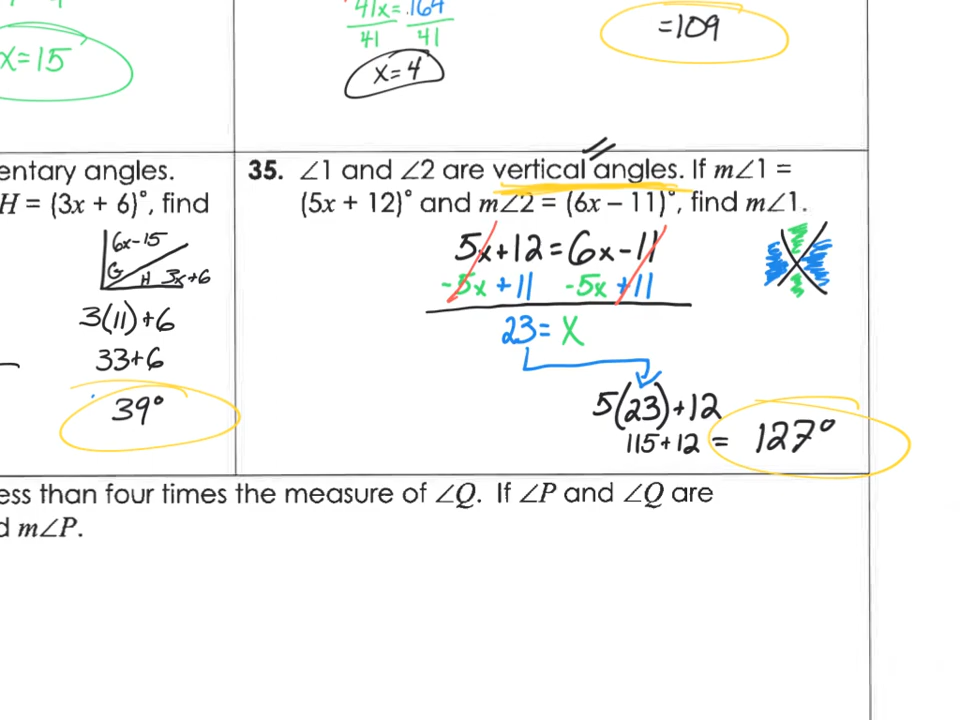 x=15
41x=164
41 41
x=4
=109
entary angles.
H = (3x + 6)°, find
6x-15
G H 3x+6
3(11)+6
33+6
39°
35. ∠1 and ∠2 are vertical angles. If m∠1 =
(5x + 12)° and m∠2 = (6x – 11)°, find m∠1.
5x+12=6x-11
-5x +11 -5x +11
23=x
5(23)+12
115+12 = 127°
ess than four times the measure of ∠Q. If ∠P and ∠Q are
d m∠P.